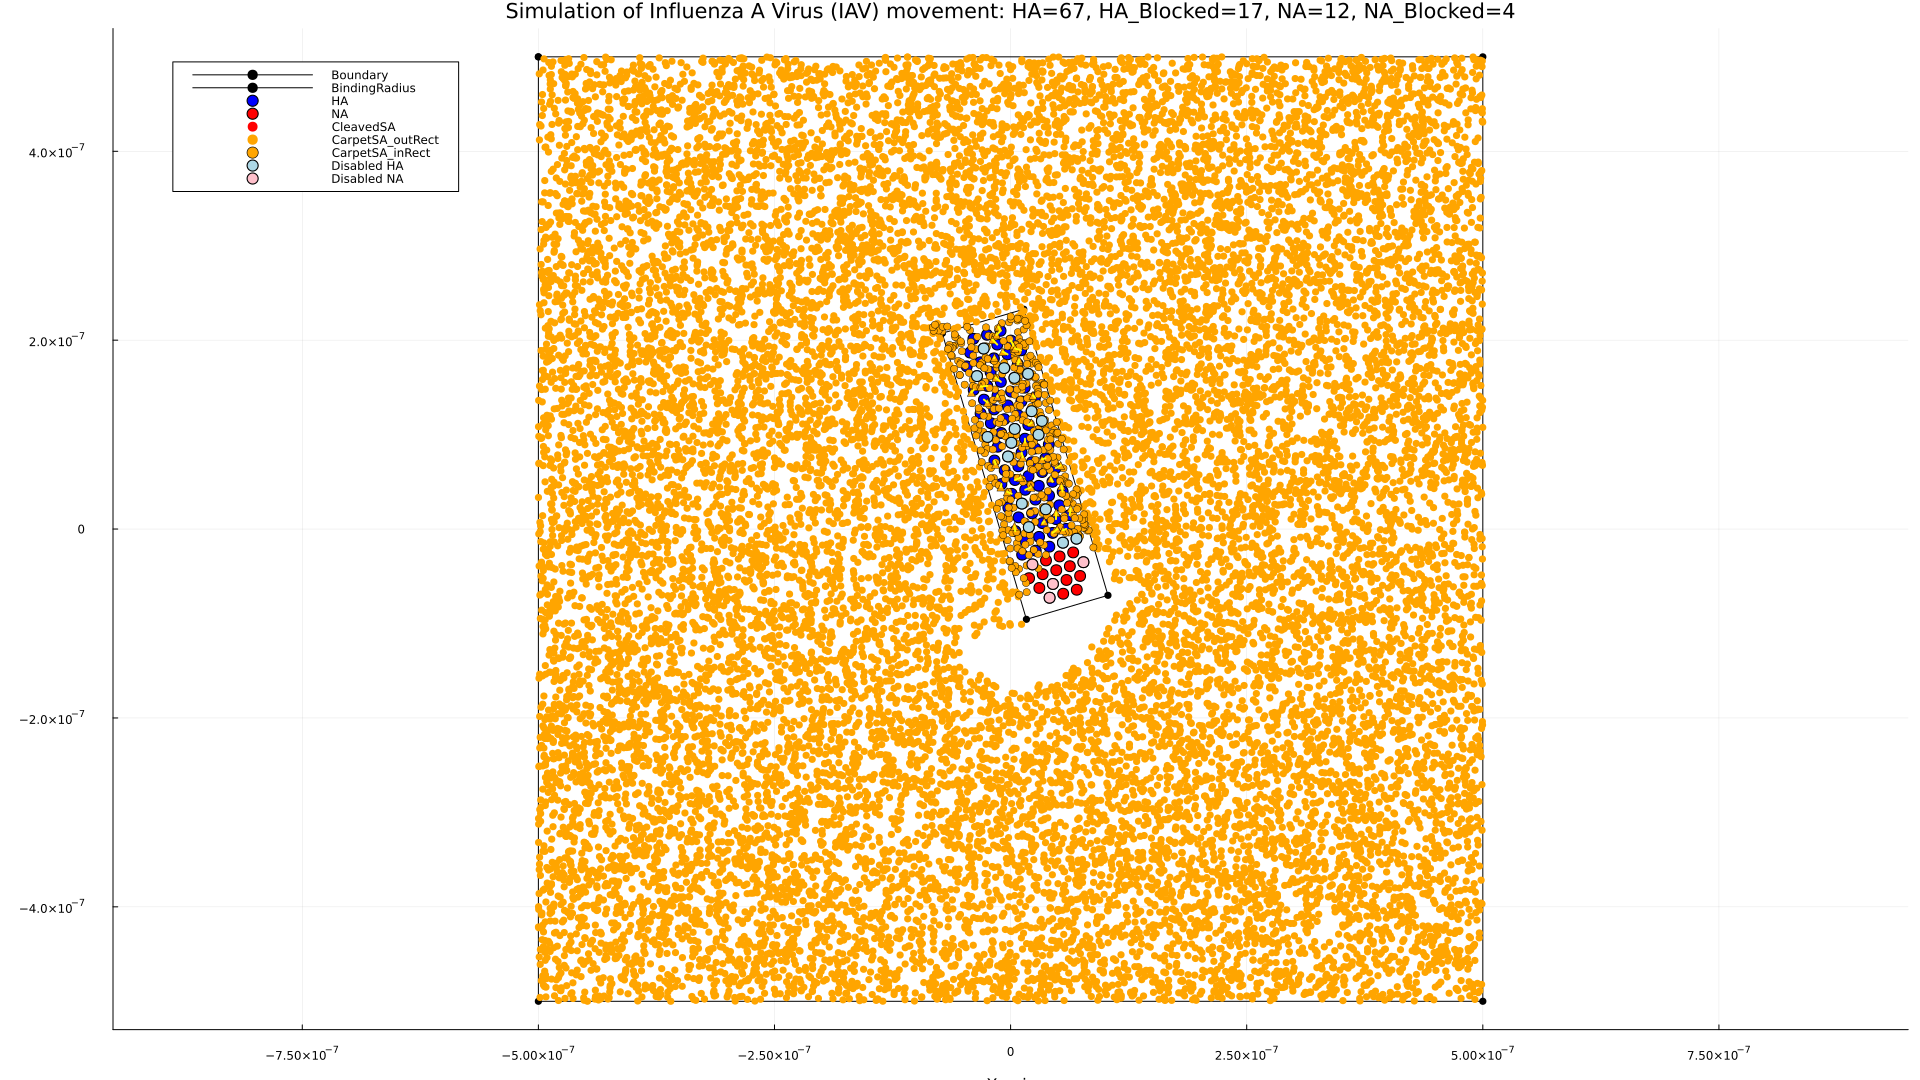 Simulation of Influenza A Virus (IAV) movement: HA=67, HA_Blocked=17, NA=12, NA_Blocked=4
Boundary
BindingRadius
HA
NA
CleavedSA
CarpetSA_outRect
CarpetSA_inRect
Disabled HA
Disabled NA
4.0×10⁻⁷
2.0×10⁻⁷
0
−2.0×10⁻⁷
−4.0×10⁻⁷
−7.50×10⁻⁷ −5.00×10⁻⁷ −2.50×10⁻⁷ 0 2.50×10⁻⁷ 5.00×10⁻⁷ 7.50×10⁻⁷